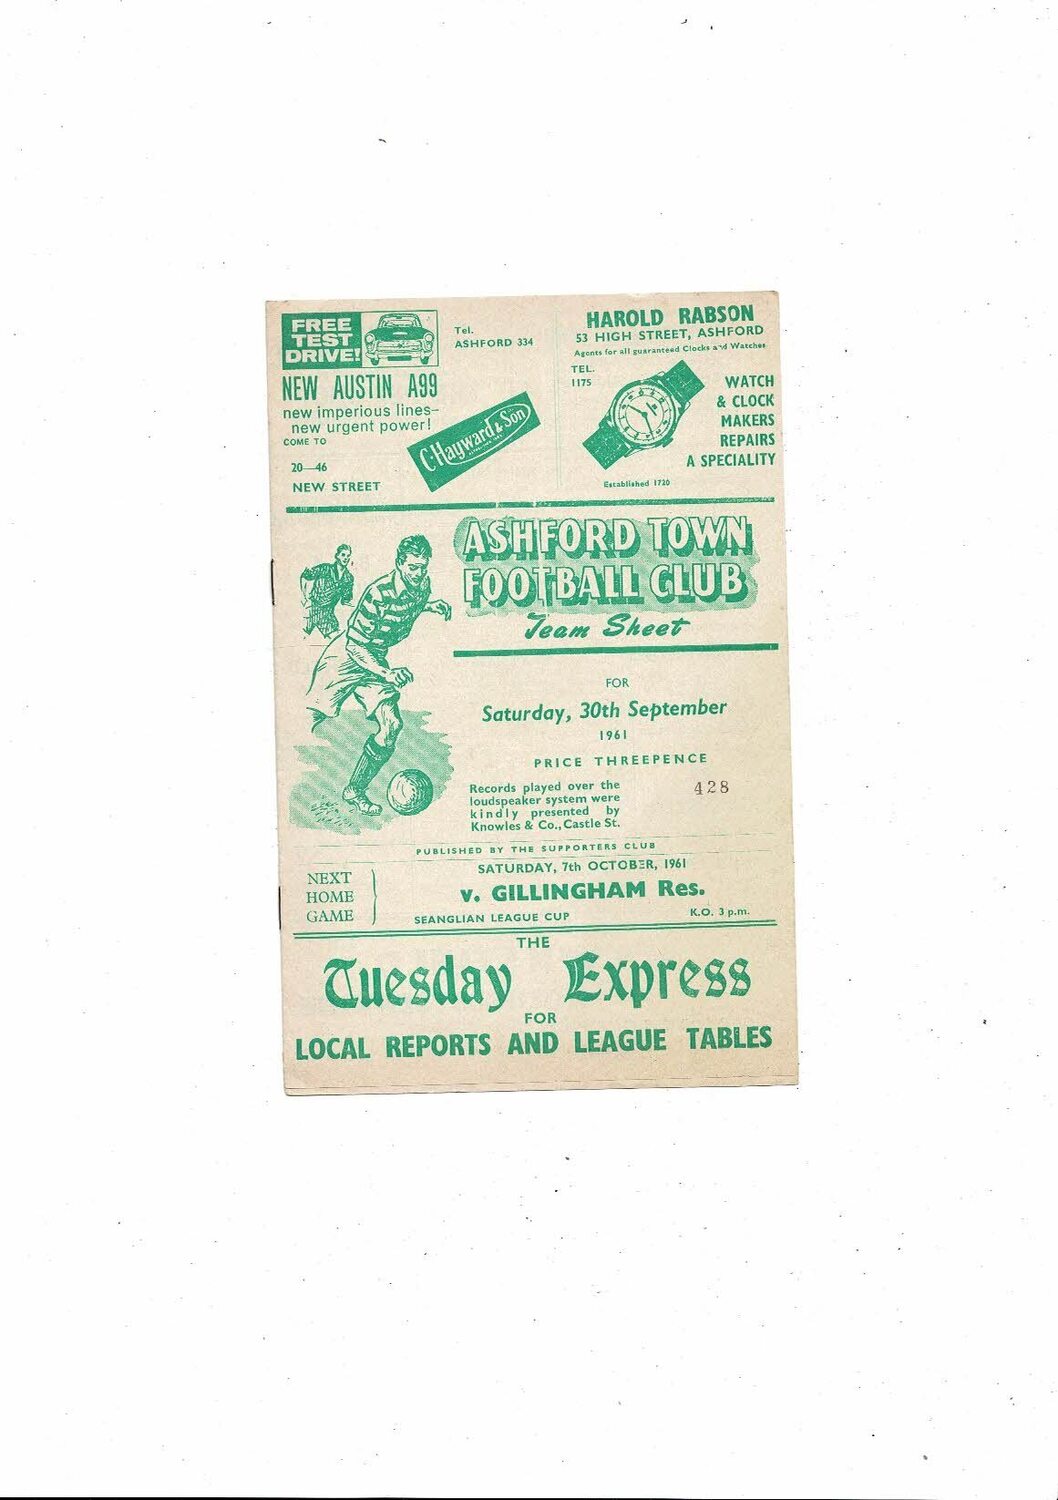 FREE
TEST
DRIVE!
NEW AUSTIN A99
new imperious lines—
new urgent power!
COME TO
20—46
NEW STREET
Tel.
ASHFORD 334
C. Hayward & Son
HAROLD RABSON
53 HIGH STREET, ASHFORD
Agents for all guaranteed Clocks and Watches
TEL.
1175
WATCH
& CLOCK
MAKERS
REPAIRS
A SPECIALITY
Established 1720
ASHFORD TOWN
FOOTBALL CLUB
Team Sheet
FOR
Saturday, 30th September
1961
PRICE THREEPENCE
Records played over the
loudspeaker system were
kindly presented by
Knowles & Co., Castle St.
428
PUBLISHED BY THE SUPPORTERS CLUB
NEXT
HOME
GAME
SATURDAY, 7th OCTOBER, 1961
v. GILLINGHAM Res.
SEANGLIAN LEAGUE CUP
K.O. 3 p.m.
THE
Tuesday Express
FOR
LOCAL REPORTS AND LEAGUE TABLES